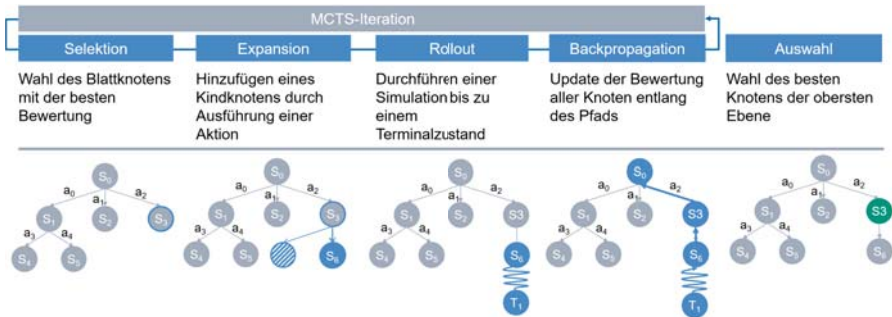 MCTS-Iteration
Selektion
Expansion
Rollout
Backpropagation
Auswahl
Wahl des Blattknotens
mit der besten
Bewertung
Hinzufügen eines
Kindknotens durch
Ausführung einer
Aktion
Durchführen einer
Simulation bis zu
einem
Terminalzustand
Update der Bewertung
aller Knoten entlang
des Pfads
Wahl des besten
Knotens der obersten
Ebene
S₀
a₀ a₁ a₂
S₁ S₂ S₃
a₃ a₄
S₄ S₅
S₀
a₀ a₁ a₂
S₁ S₂ S₃
a₃ a₄
S₄ S₅ S₆
S₀
a₀ a₁ a₂
S₁ S₂ S3
a₃ a₄
S₄ S₅ S₆
T₁
S₀
a₀ a₁ a₂
S₁ S₂ S3
a₃ a₄
S₄ S₅ S₆
T₁
S₀
a₀ a₁ a₂
S₁ S₂ S3
a₃ a₄
S₄ S₅ S₆